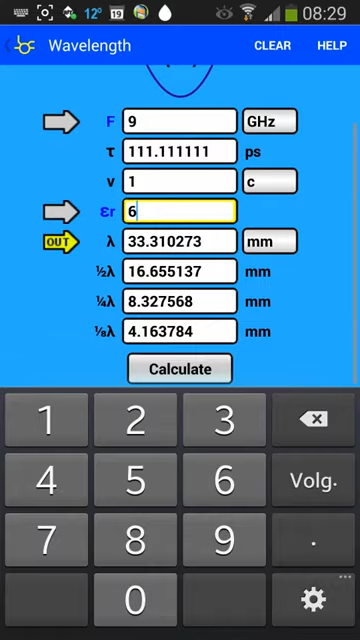 12° 19 08:29
Wavelength CLEAR HELP
F 9 GHz
τ 111.111111 ps
v 1 c
εr 6
OUT λ 33.310273 mm
½λ 16.655137 mm
¼λ 8.327568 mm
⅛λ 4.163784 mm
Calculate
1 2 3
4 5 6 Volg.
7 8 9 .
0